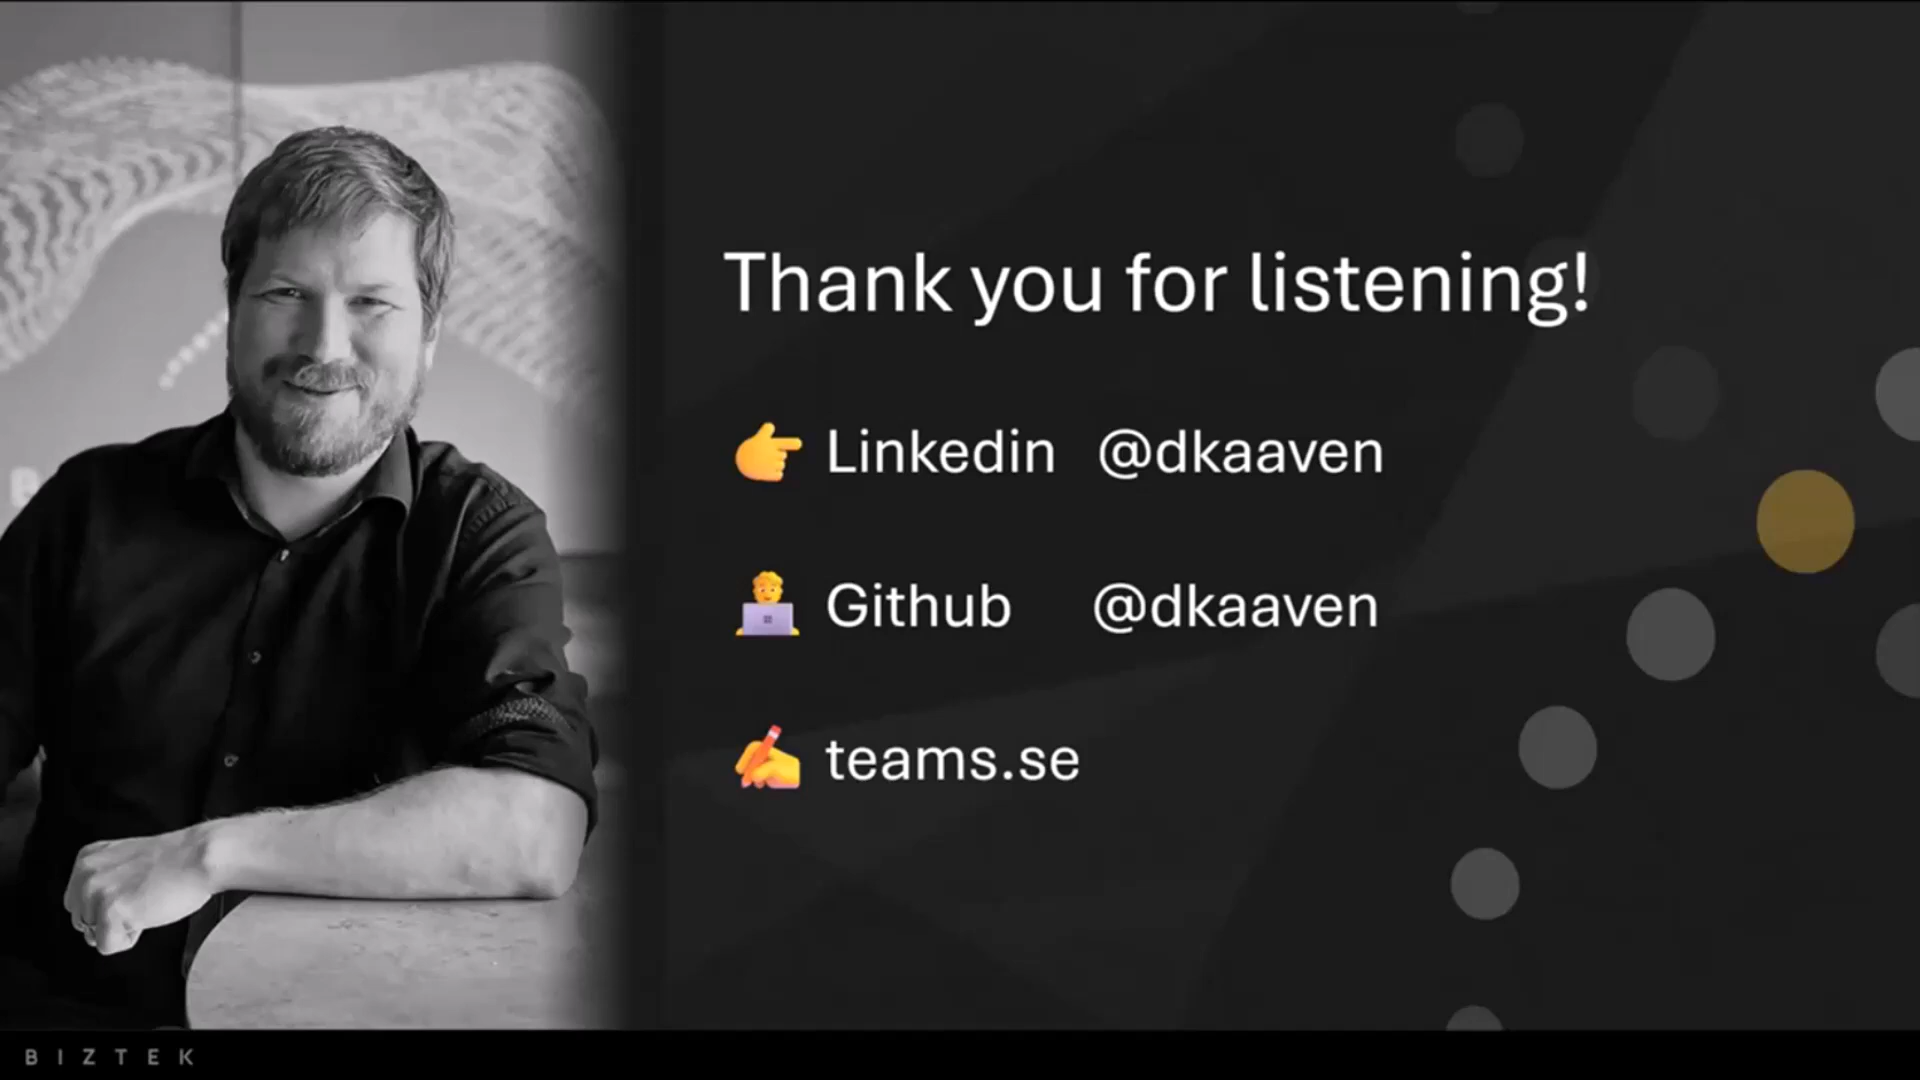 Thank you for listening!
👉 Linkedin @dkaaven
🧑‍💻 Github @dkaaven
✍️ teams.se
BIZTEK